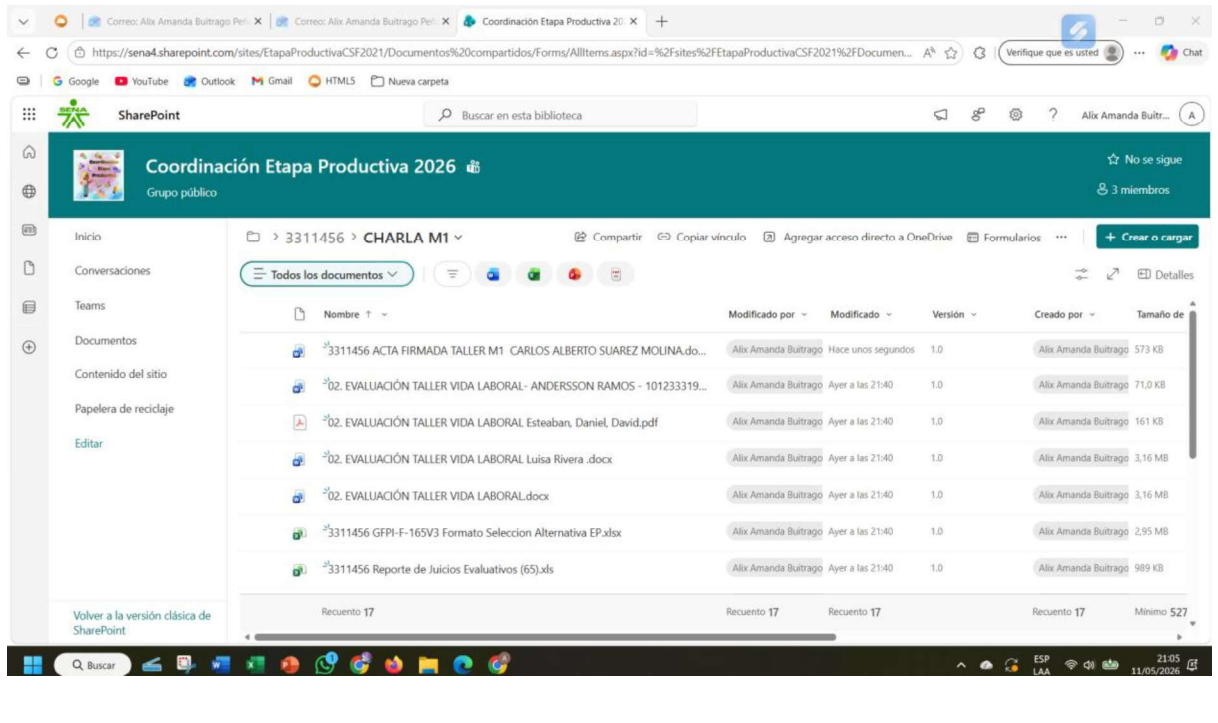 Correo: Alix Amanda Buitrago Peñ
Correo: Alix Amanda Buitrago Peñ
Coordinación Etapa Productiva 20
https://sena4.sharepoint.com/sites/EtapaProductivaCSF2021/Documentos%20compartidos/Forms/AllItems.aspx?id=%2Fsites%2FEtapaProductivaCSF2021%2FDocumen...
Verifique que es usted
Chat
Google YouTube Outlook Gmail HTML5 Nueva carpeta
SENA
SharePoint
Buscar en esta biblioteca
Alix Amanda Buitr...
A
Coordinación Etapa Productiva 2026
Grupo público
No se sigue
3 miembros
Inicio
Conversaciones
Teams
Documentos
Contenido del sitio
Papelera de reciclaje
Editar
Volver a la versión clásica de
SharePoint
> 3311456 > CHARLA M1
Compartir Copiar vínculo Agregar acceso directo a OneDrive Formularios ...
+ Crear o cargar
Todos los documentos
Detalles
Nombre ↑ Modificado por Modificado Versión Creado por Tamaño de
3311456 ACTA FIRMADA TALLER M1 CARLOS ALBERTO SUAREZ MOLINA.do... Alix Amanda Buitrago Hace unos segundos 1.0 Alix Amanda Buitrago 573 KB
02. EVALUACIÓN TALLER VIDA LABORAL- ANDERSSON RAMOS - 101233319... Alix Amanda Buitrago Ayer a las 21:40 1.0 Alix Amanda Buitrago 71,0 KB
02. EVALUACIÓN TALLER VIDA LABORAL Esteaban, Daniel, David.pdf Alix Amanda Buitrago Ayer a las 21:40 1.0 Alix Amanda Buitrago 161 KB
02. EVALUACIÓN TALLER VIDA LABORAL Luisa Rivera .docx Alix Amanda Buitrago Ayer a las 21:40 1.0 Alix Amanda Buitrago 3,16 MB
02. EVALUACIÓN TALLER VIDA LABORAL.docx Alix Amanda Buitrago Ayer a las 21:40 1.0 Alix Amanda Buitrago 3,16 MB
3311456 GFPI-F-165V3 Formato Seleccion Alternativa EP.xlsx Alix Amanda Buitrago Ayer a las 21:40 1.0 Alix Amanda Buitrago 2,95 MB
3311456 Reporte de Juicios Evaluativos (65).xls Alix Amanda Buitrago Ayer a las 21:40 1.0 Alix Amanda Buitrago 989 KB
Recuento 17 Recuento 17 Recuento 17 Recuento 17 Mínimo 527
Buscar
ESP
LAA
21:05
11/05/2026